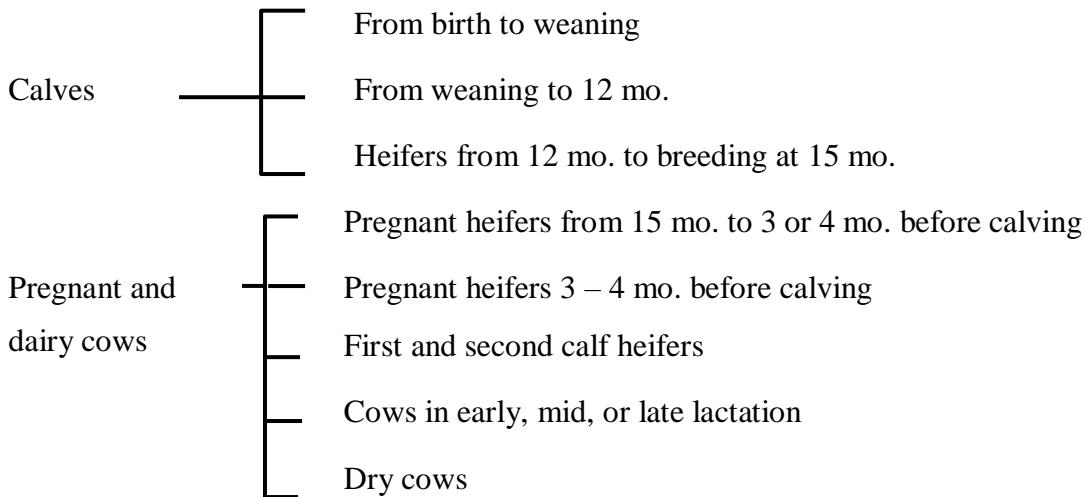 From birth to weaning
Calves
From weaning to 12 mo.
Heifers from 12 mo. to breeding at 15 mo.
Pregnant heifers from 15 mo. to 3 or 4 mo. before calving
Pregnant and
dairy cows
Pregnant heifers 3 – 4 mo. before calving
First and second calf heifers
Cows in early, mid, or late lactation
Dry cows